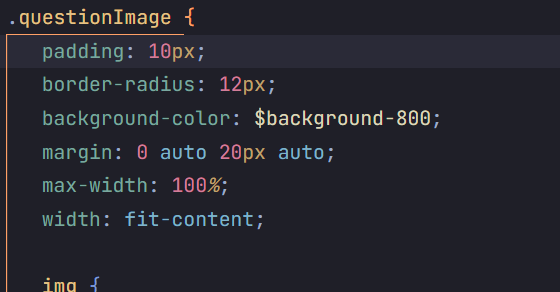 .questionImage {
padding: 10px;
border-radius: 12px;
background-color: $background-800;
margin: 0 auto 20px auto;
max-width: 100%;
width: fit-content;
img {